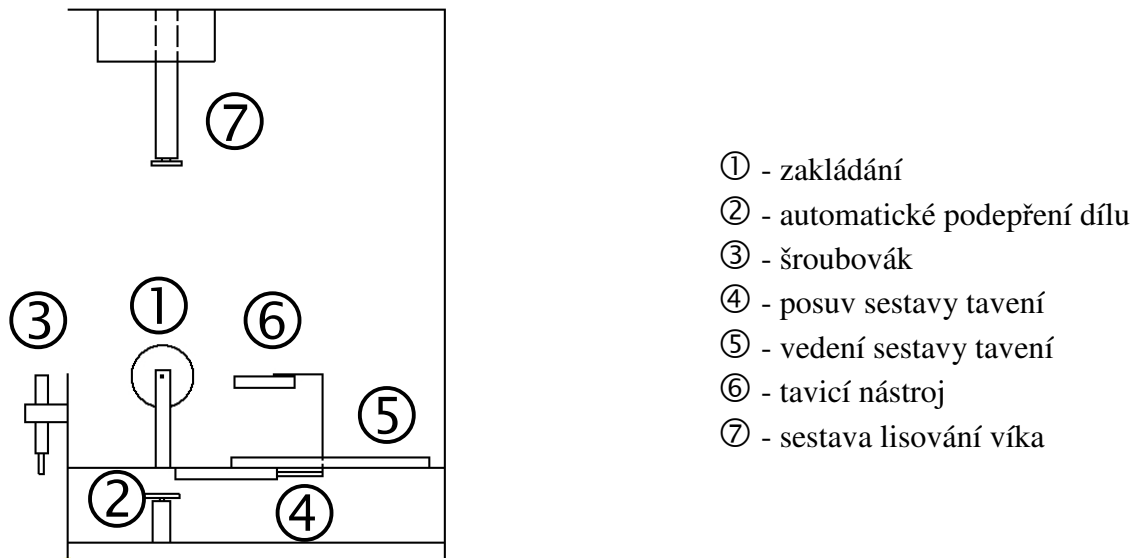 ⑦
① - zakládání
② - automatické podepření dílu
③ - šroubovák
④ - posuv sestavy tavení
⑤ - vedení sestavy tavení
⑥ - tavicí nástroj
⑦ - sestava lisování víka
③ ① ⑥
⑤
② ④